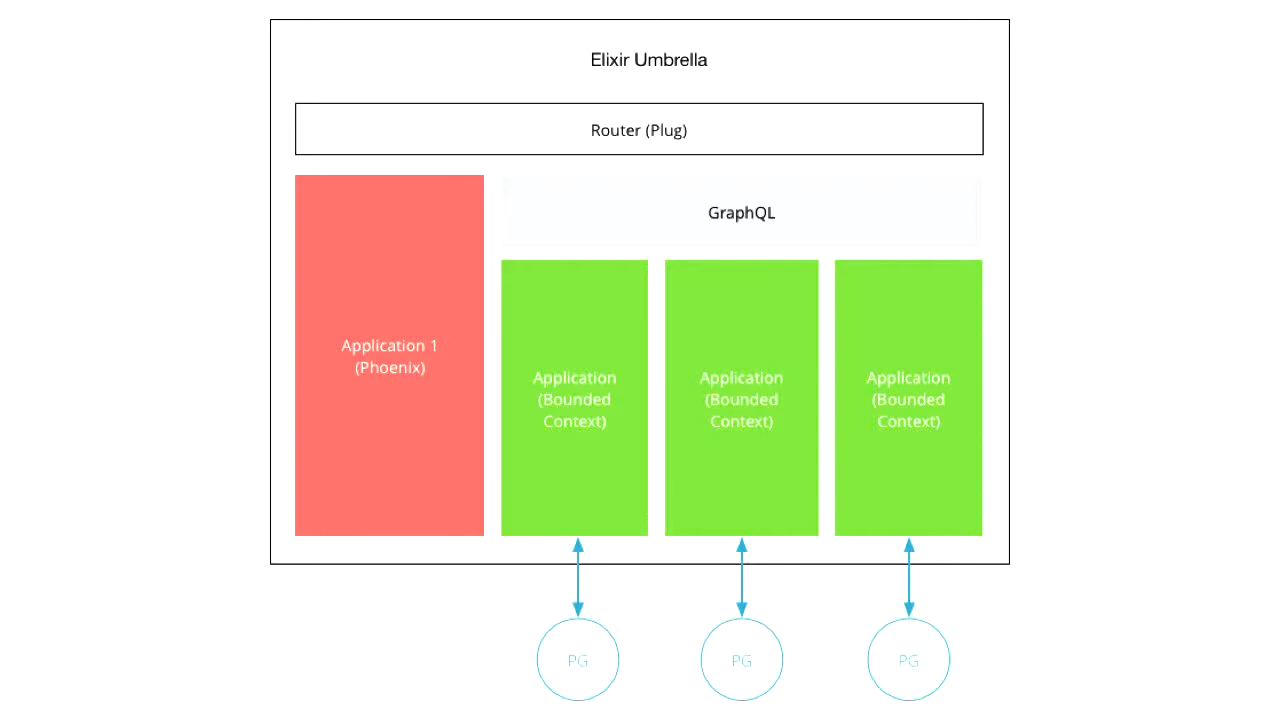 Elixir Umbrella
Router (Plug)
GraphQL
Application 1
(Phoenix)
Application
(Bounded
Context)
Application
(Bounded
Context)
Application
(Bounded
Context)
PG
PG
PG